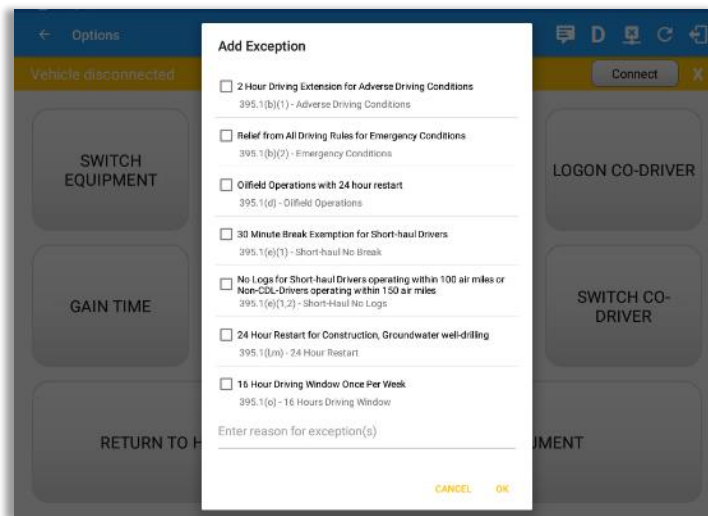 Options
D
Vehicle disconnected
Connect
X
SWITCH
EQUIPMENT
LOGON CO-DRIVER
GAIN TIME
SWITCH CO-
DRIVER
RETURN TO H
UMENT
Add Exception
2 Hour Driving Extension for Adverse Driving Conditions
395.1(b)(1) - Adverse Driving Conditions
Relief from All Driving Rules for Emergency Conditions
395.1(b)(2) - Emergency Conditions
Oilfield Operations with 24 hour restart
395.1(d) - Oilfield Operations
30 Minute Break Exemption for Short-haul Drivers
395.1(e)(1) - Short-haul No Break
No Logs for Short-haul Drivers operating within 100 air miles or
Non-CDL-Drivers operating within 150 air miles
395.1(e)(1,2) - Short-Haul No Logs
24 Hour Restart for Construction, Groundwater well-drilling
395.1(l,m) - 24 Hour Restart
16 Hour Driving Window Once Per Week
395.1(o) - 16 Hours Driving Window
Enter reason for exception(s)
CANCEL
OK